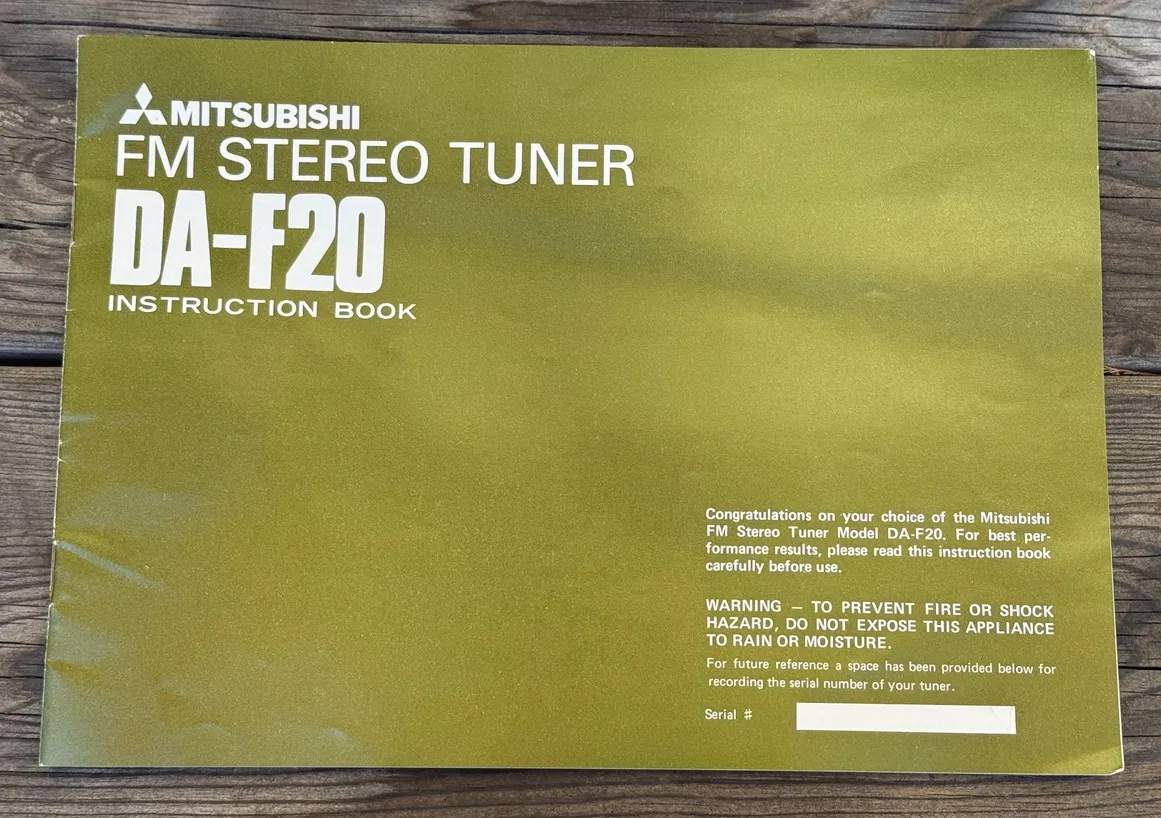 MITSUBISHI
FM STEREO TUNER
DA-F20
INSTRUCTION BOOK
Congratulations on your choice of the Mitsubishi
FM Stereo Tuner Model DA-F20. For best per-
formance results, please read this instruction book
carefully before use.
WARNING — TO PREVENT FIRE OR SHOCK
HAZARD, DO NOT EXPOSE THIS APPLIANCE
TO RAIN OR MOISTURE.
For future reference a space has been provided below for
recording the serial number of your tuner.
Serial #